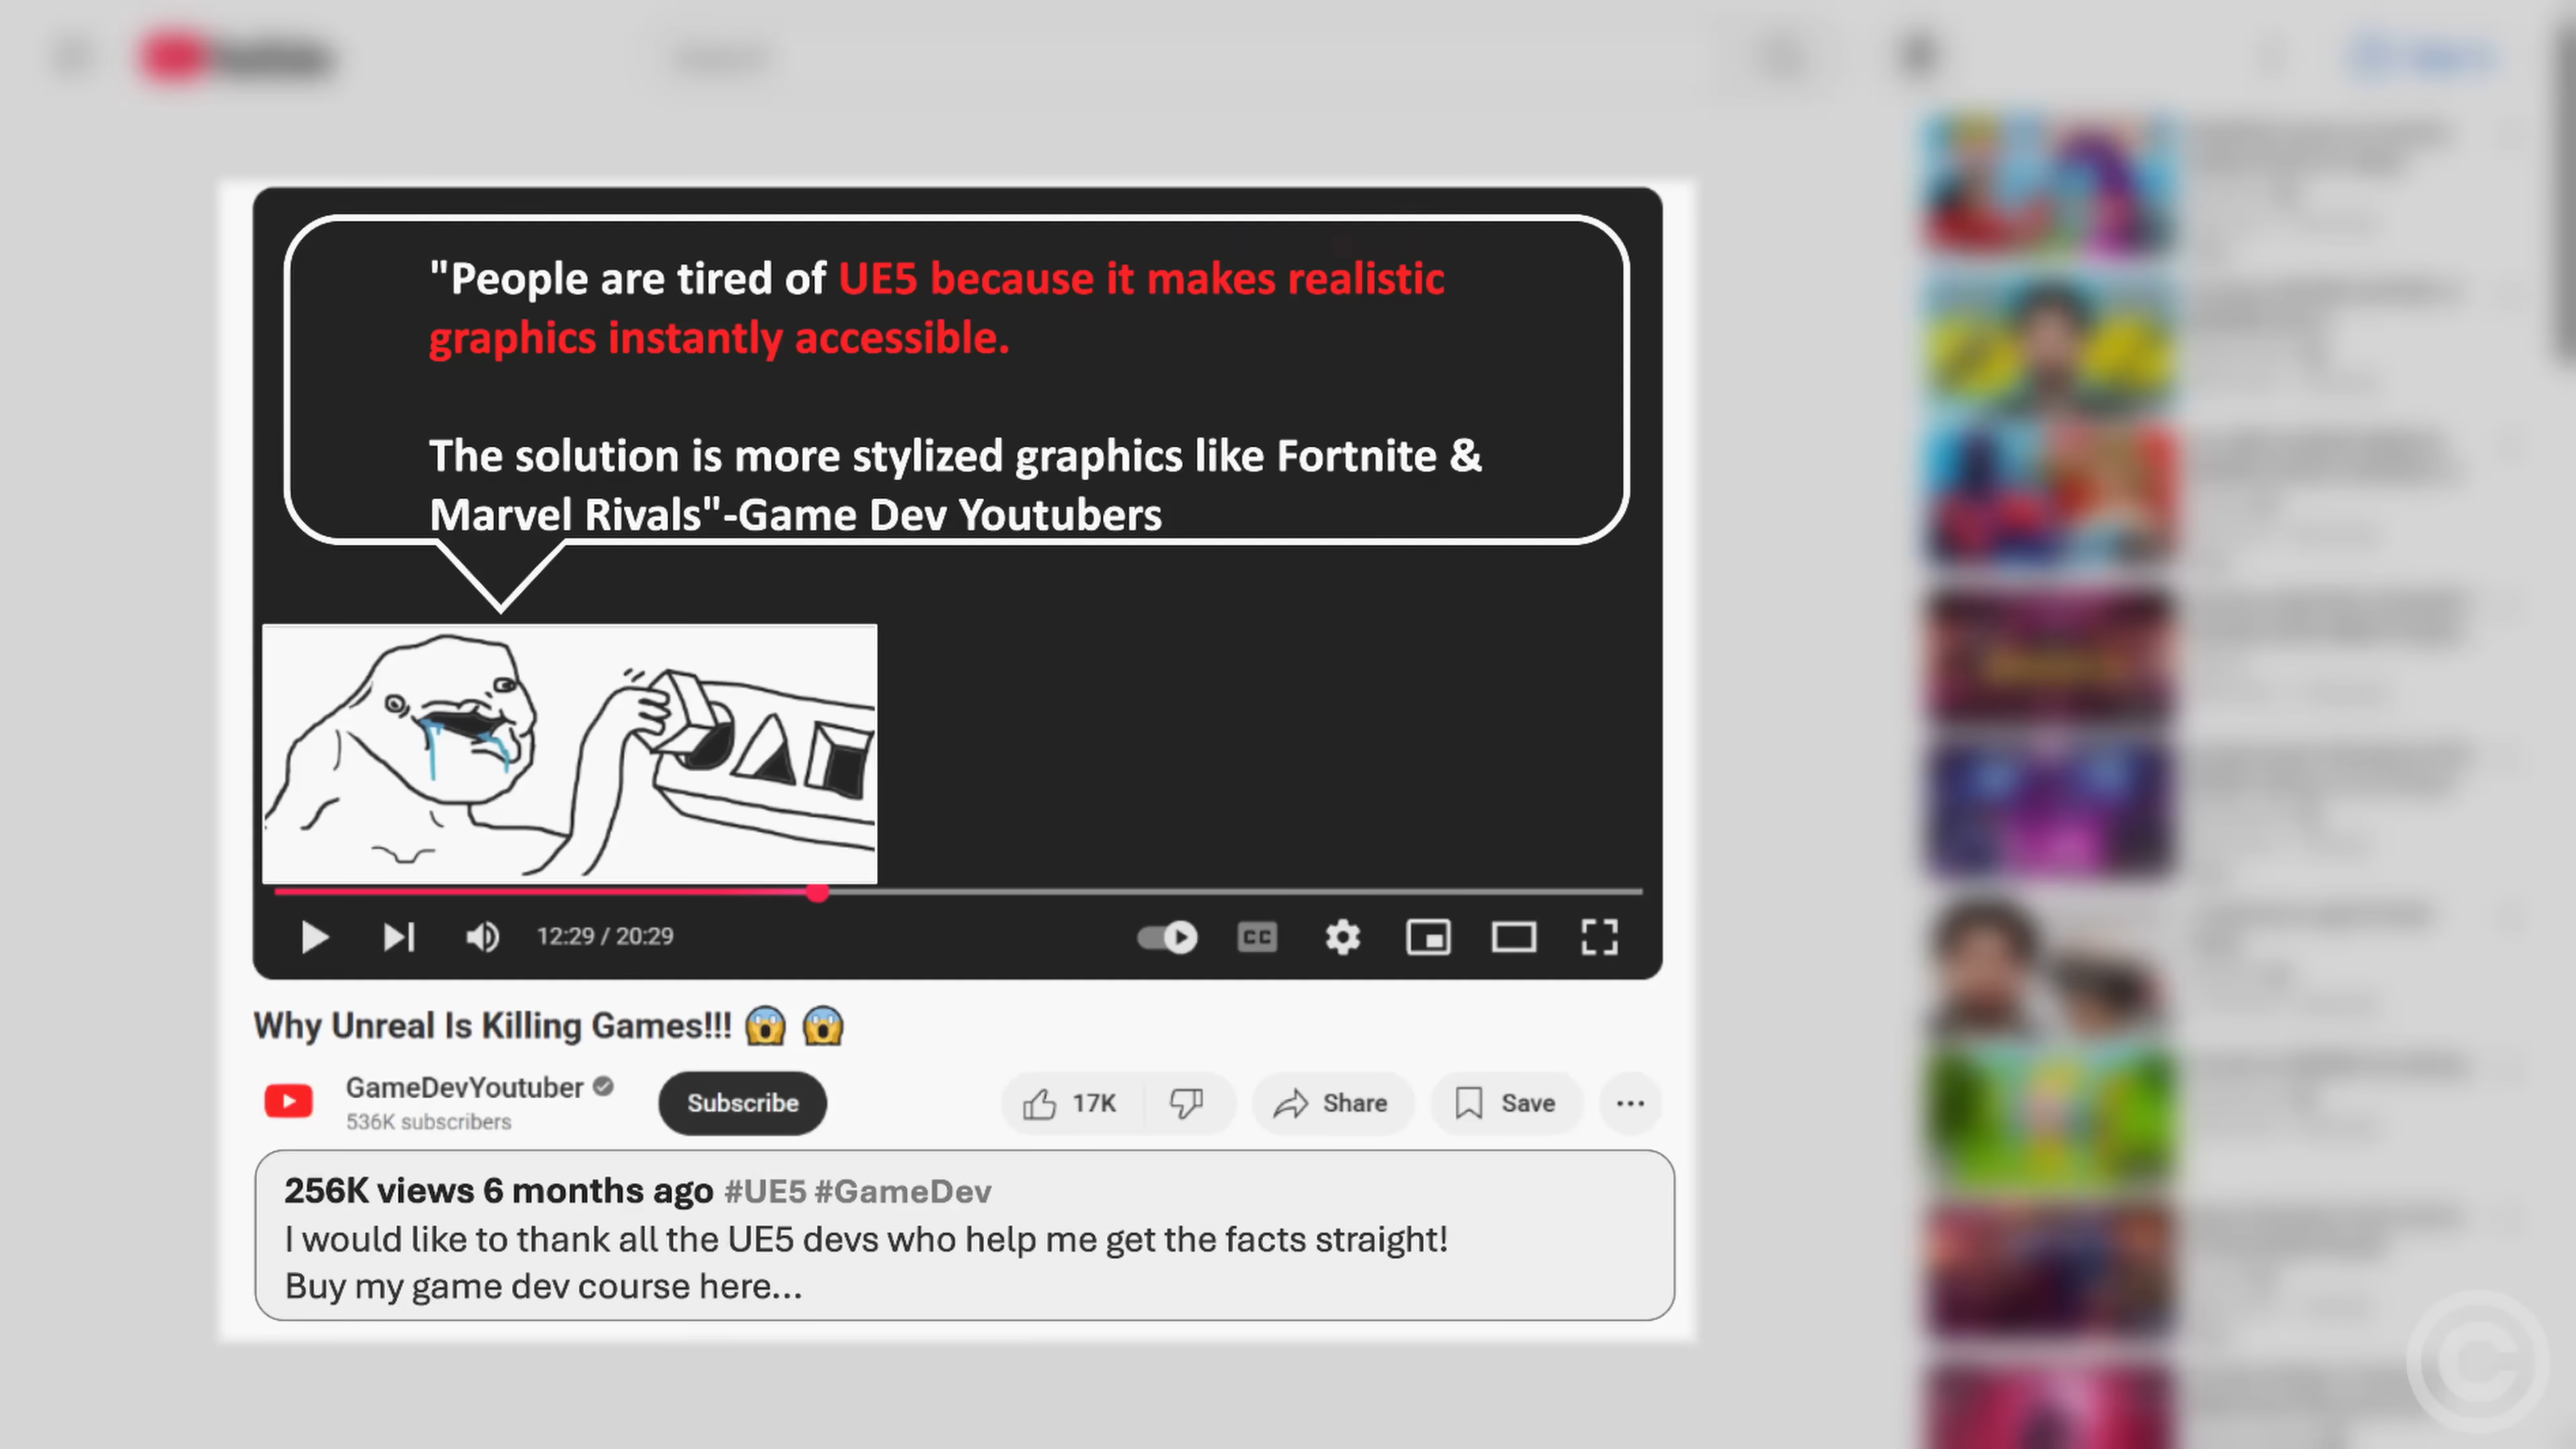 "People are tired of UE5 because it makes realistic
graphics instantly accessible.
The solution is more stylized graphics like Fortnite &
Marvel Rivals"-Game Dev Youtubers
12:29 / 20:29
CC
Why Unreal Is Killing Games!!! 😱 😱
GameDevYoutuber
536K subscribers
Subscribe
17K
Share
Save
256K views 6 months ago #UE5 #GameDev
I would like to thank all the UE5 devs who help me get the facts straight!
Buy my game dev course here...